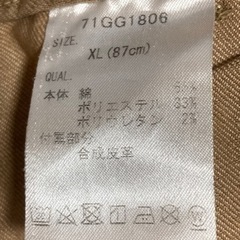 71GG1806
SIZE.
XL (87cm)
QUAL.
本体 綿
ポリエステル 33%
ポリウレタン 2%
付属部分
合成皮革